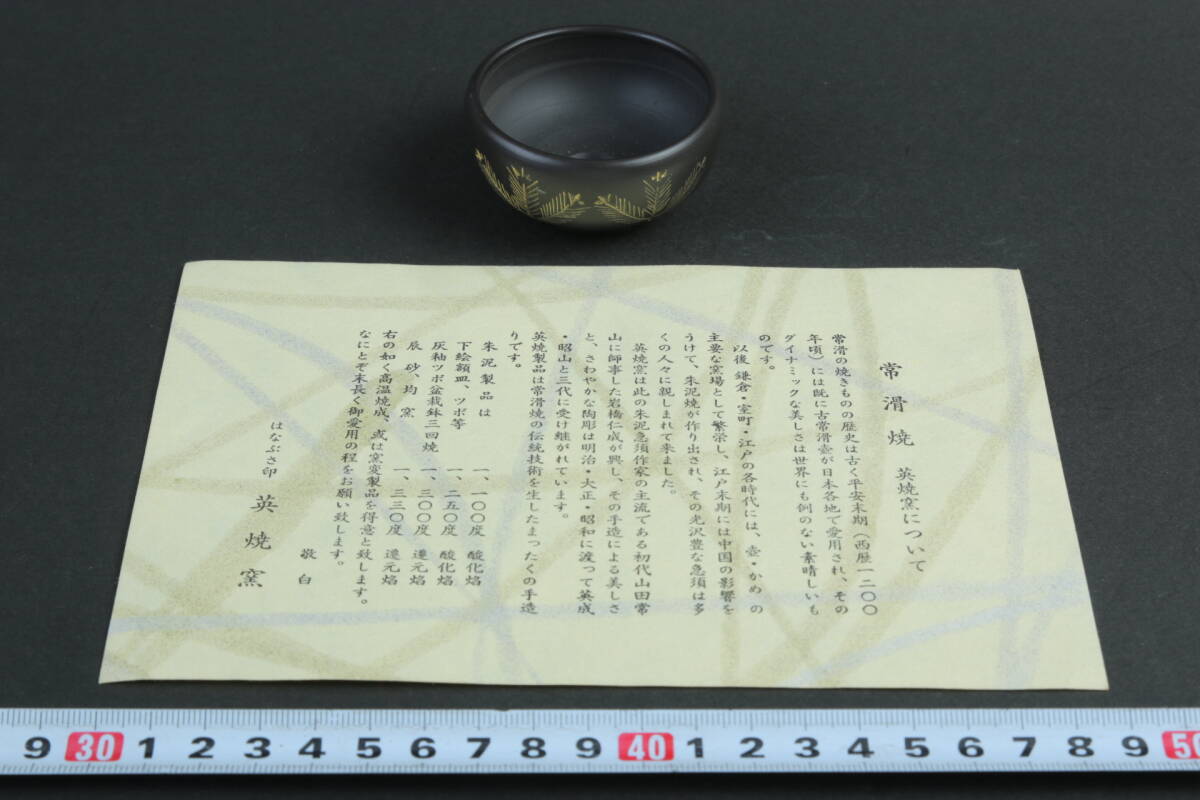 常滑焼 英焼窯について
常滑の焼きものの歴史は古く平安末期（西暦一二〇〇
年頃）には既に古常滑壺が日本各地で愛用され、その
ダイナミックな美しさは世界にも例のない素晴しいも
のです。
以後鎌倉・室町・江戸の各時代には、壺・かめの
主要な窯場として繁栄し、江戸末期には中国の影響を
うけて、朱泥焼が作り出され、その光沢豊な急須は多
くの人々に親しまれて来ました。
英焼窯は此の朱泥急須作家の主流である初代山田常
山に師事した岩橋仁成が興し、その手造による美しさ
と、さわやかな陶彫は明治・大正・昭和に渡って英成
・昭山と三代に受け継がれています。
英焼製品は常滑焼の伝統技術を生したまったくの手造
りです。
朱泥製品は 一、一〇〇度 酸化焰
下絵額皿、ツボ等 一、二五〇度 酸化焰
灰釉ツボ盆栽鉢三回焼 一、三〇〇度 還元焰
辰砂、均窯 一、三三〇度 還元焰
右の如く高温焼成、或は窯変製品を得意と致します。
なにとぞ末長く御愛用の程をお願い致します。
敬白
はなぶさ印 英焼窯
9 30 1 2 3 4 5 6 7 8 9 40 1 2 3 4 5 6 7 8 9 50